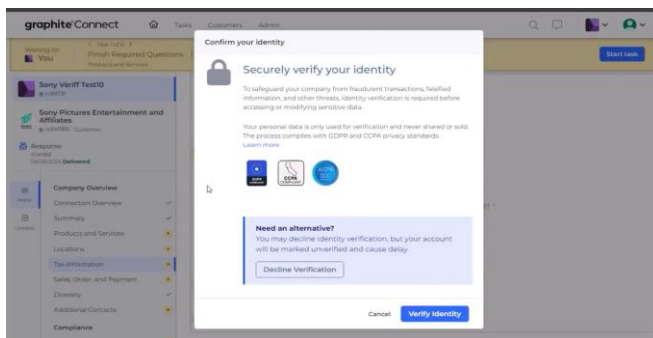 graphite Connect
Tasks
Customers
Admin
Waiting on
You
Finish Required Questions
Products and Services
Start task
Sony Veriff Test10
Sony Pictures Entertainment and
Affiliates
Customer
Response
Delivered
Company Overview
Connection Overview
Summary
Products and Services
Locations
Tax Information
Sales, Order, and Payment
Diversity
Additional Contacts
Compliance
Confirm your identity
Securely verify your identity
To safeguard your company from fraudulent transactions, falsified
information, and other threats, identity verification is required before
accessing or modifying sensitive data.
Your personal data is only used for verification and never shared or sold.
The process complies with GDPR and CCPA privacy standards.
Learn more
CCPA
AICPA
SOC
Need an alternative?
You may decline identity verification, but your account
will be marked unverified and cause delay.
Decline Verification
Cancel
Verify Identity